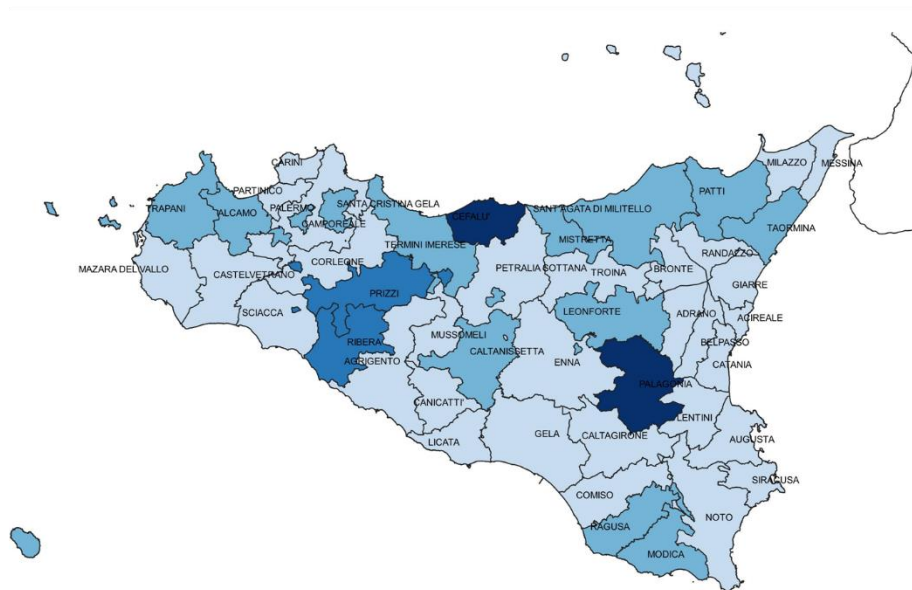 CARINI
MILAZZO
MESSINA
PARTINICO
PATTI
TRAPANI
ALCAMO
PALERMO
SANTA CRISTINA GELA
CEFALU'
SANT'AGATA DI MILITELLO
CAMPOREALE
TAORMINA
TERMINI IMERESE
MISTRETTA
RANDAZZO
MAZARA DEL VALLO
CASTELVETRANO
CORLEONE
PETRALIA SOTTANA
TROINA
BRONTE
GIARRE
PRIZZI
SCIACCA
LEONFORTE
ADRANO
ACIREALE
MUSSOMELI
RIBERA
BELPASSO
CALTANISSETTA
AGRIGENTO
ENNA
CATANIA
PALAGONIA
CANICATTI'
LENTINI
GELA
CALTAGIRONE
LICATA
AUGUSTA
SIRACUSA
COMISO
NOTO
RAGUSA
MODICA